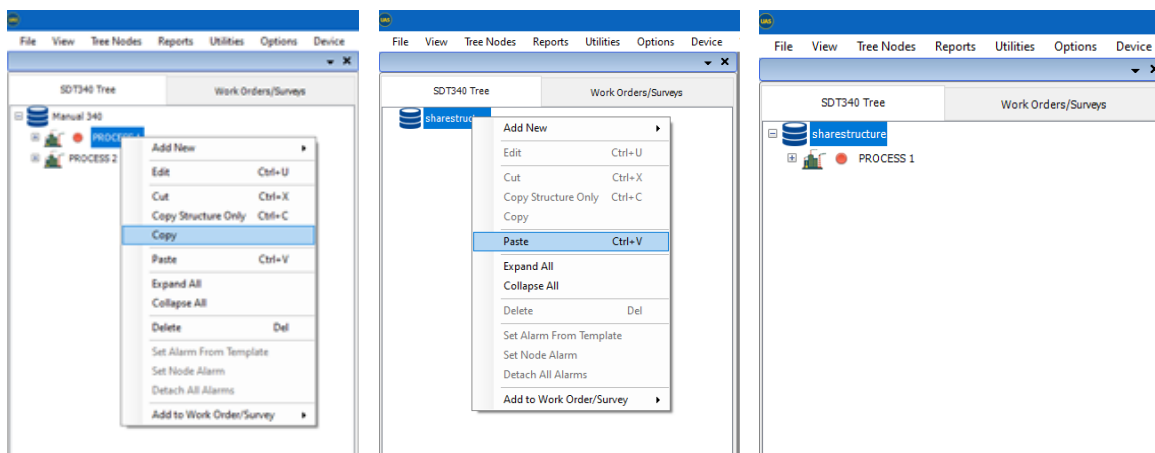 UAS
File View Tree Nodes Reports Utilities Options Device
SDT340 Tree Work Orders/Surveys
Manual 340
PROCESS 1
PROCESS 2
Add New
Edit Ctrl+U
Cut Ctrl+X
Copy Structure Only Ctrl+C
Copy
Paste Ctrl+V
Expand All
Collapse All
Delete Del
Set Alarm From Template
Set Node Alarm
Detach All Alarms
Add to Work Order/Survey
UAS
File View Tree Nodes Reports Utilities Options Device
SDT340 Tree Work Orders/Surveys
Add New
Edit Ctrl+U
Cut Ctrl+X
Copy Structure Only Ctrl+C
Copy
Paste Ctrl+V
Expand All
Collapse All
Delete Del
Set Alarm From Template
Set Node Alarm
Detach All Alarms
Add to Work Order/Survey
UAS
File View Tree Nodes Reports Utilities Options Device
SDT340 Tree Work Orders/Surveys
sharestructure
PROCESS 1